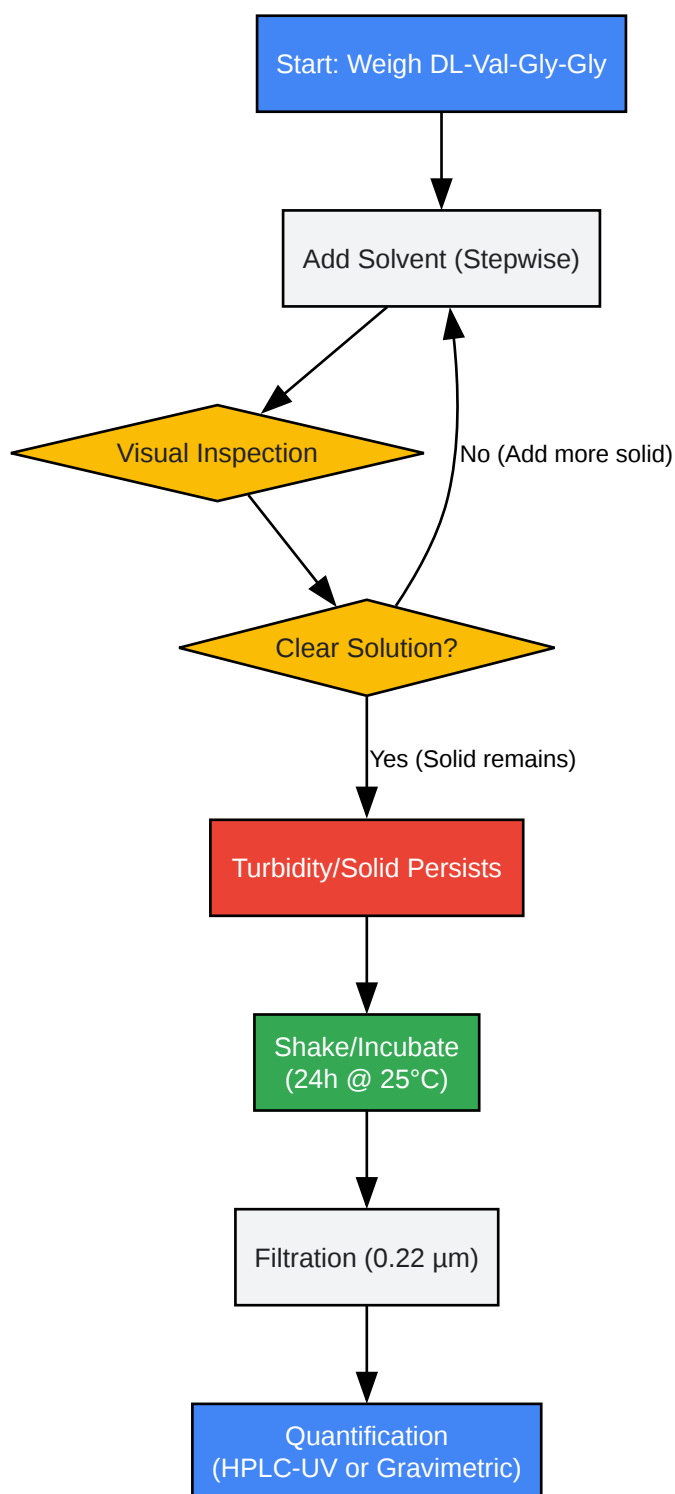 Start: Weigh DL-Val-Gly-Gly
Add Solvent (Stepwise)
Visual Inspection
No (Add more solid)
Clear Solution?
Yes (Solid remains)
Turbidity/Solid Persists
Shake/Incubate
(24h @ 25°C)
Filtration (0.22 µm)
Quantification
(HPLC-UV or Gravimetric)